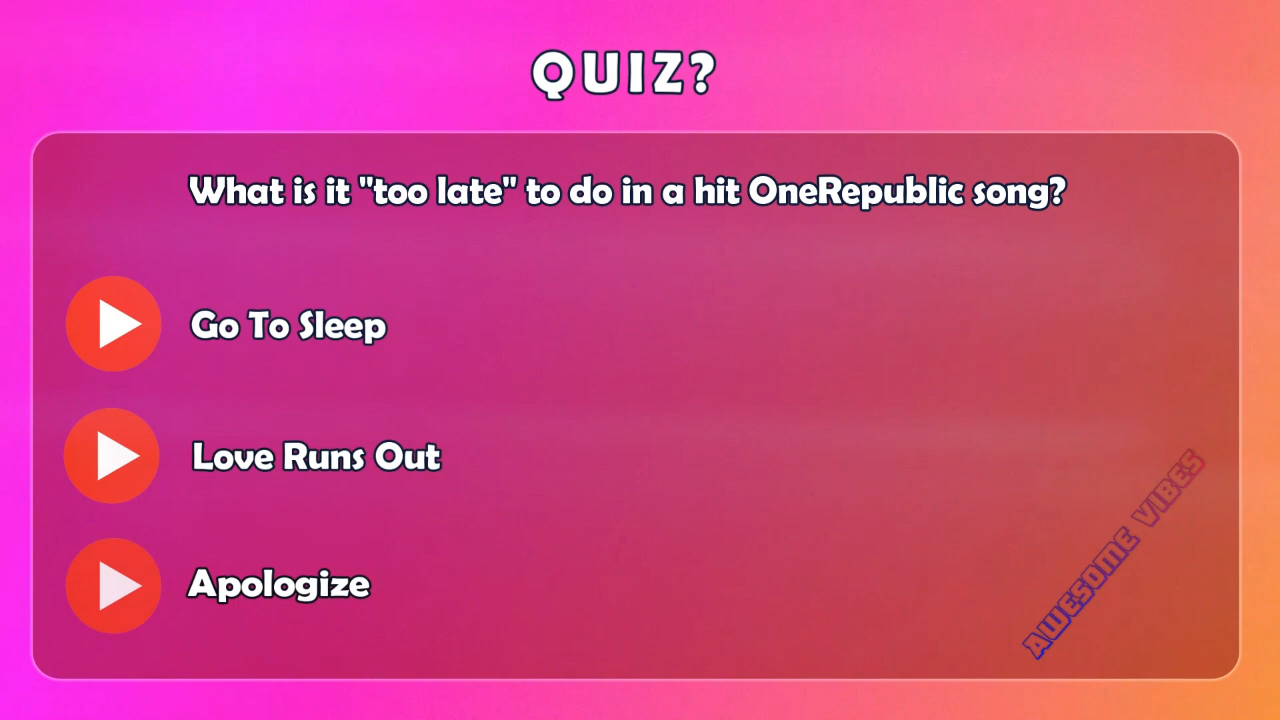 QUIZ?
What is it "too late" to do in a hit OneRepublic song?
Go To Sleep
Love Runs Out
Apologize
AWESOME VIBES